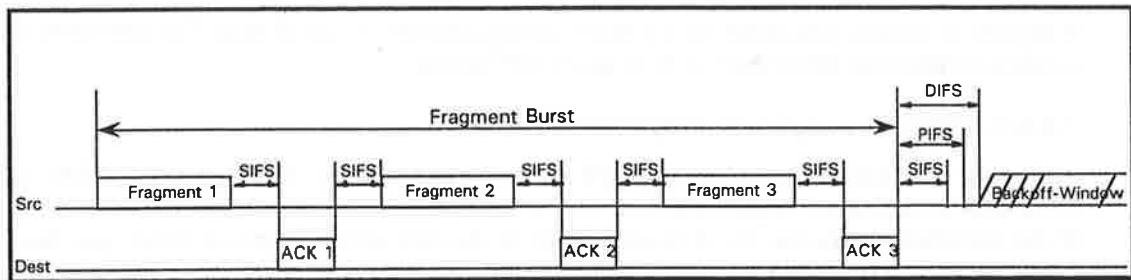 DIFS
Fragment Burst
PIFS
SIFS SIFS SIFS SIFS SIFS SIFS
Fragment 1 Fragment 2 Fragment 3
Src
Backoff-Window
ACK 1 ACK 2 ACK 3
Dest